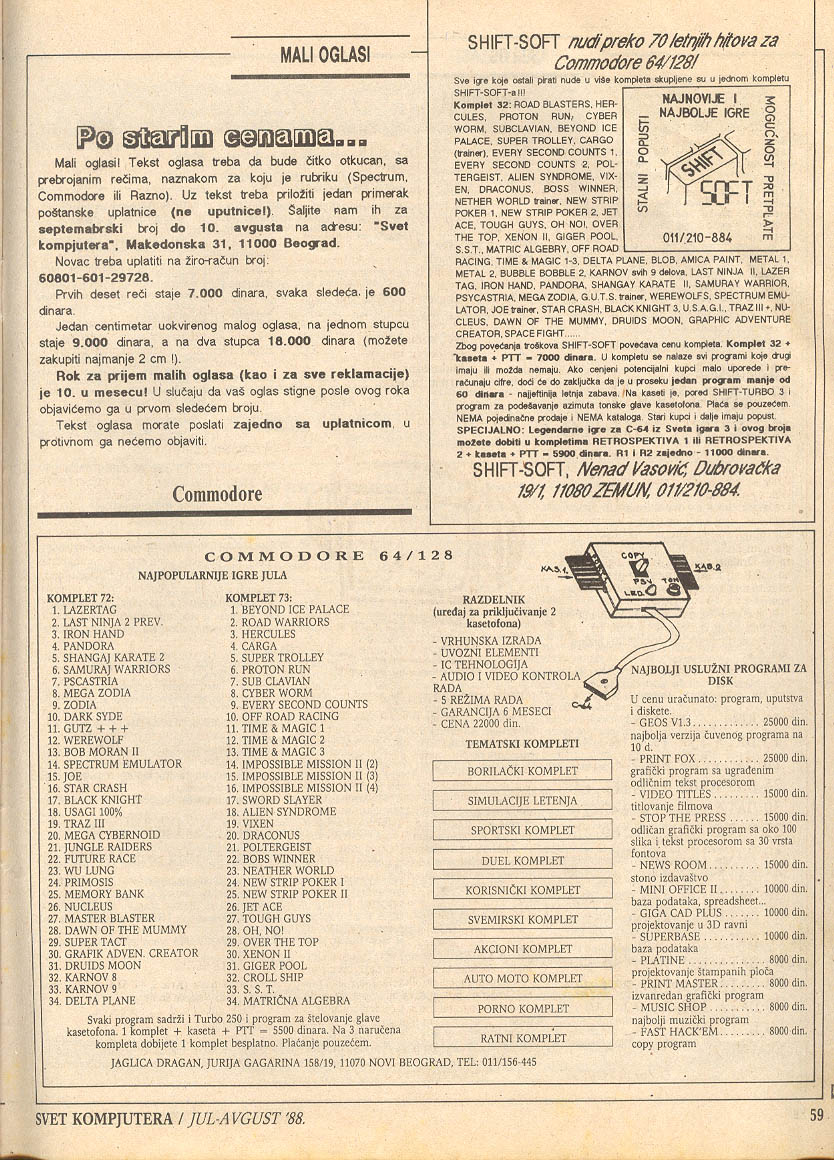 MALI OGLASI
Po starim cenama...
Mali oglasi! Tekst oglasa treba da bude čitko otkucan, sa
prebrojanim rečima, naznakom za koju je rubriku (Spectrum,
Commodore ili Razno). Uz tekst treba priložiti jedan primerak
poštanske uplatnice (ne uputnice!). Šaljite nam ih za
septembarski broj do 10. avgusta na adresu: "Svet
kompjutera", Makedonska 31, 11000 Beograd.
Novac treba uplatiti na žiro-račun broj:
60801-601-29728.
Prvih deset reči staje 7.000 dinara, svaka sledeća, je 600
dinara.
Jedan centimetar uokvirenog malog oglasa, na jednom stupcu
staje 9.000 dinara, a na dva stupca 18.000 dinara (možete
zakupiti najmanje 2 cm !).
Rok za prijem malih oglasa (kao i za sve reklamacije)
je 10. u mesecu! U slučaju da vaš oglas stigne posle ovog roka
objavićemo ga u prvom sledećem broju.
Tekst oglasa morate poslati zajedno sa uplatnicom, u
protivnom ga nećemo objaviti.
Commodore
SHIFT-SOFT nudi preko 70 letnjih hitova za
Commodore 64/128!
Sve igre koje ostali pirati nude u više kompleta skupljene su u jednom kompletu
SHIFT-SOFT-a!!!
Komplet 32: ROAD BLASTERS, HER-
CULES, PROTON RUN, CYBER
WORM, SUBCLAVIAN, BEYOND ICE
PALACE, SUPER TROLLEY, CARGO
(trainer), EVERY SECOND COUNTS 1,
EVERY SECOND COUNTS 2, POL-
TERGEIST, ALIEN SYNDROME, VIX-
EN, DRACONUS, BOSS WINNER,
NETHER WORLD trainer, NEW STRIP
POKER 1, NEW STRIP POKER 2, JET
ACE, TOUGH GUYS, OH NO!, OVER
THE TOP, XENON II, GIGER POOL,
S.S.T., MATRIC ALGEBRY, OFF ROAD
RACING, TIME & MAGIC 1-3, DELTA PLANE, BLOB, AMICA PAINT, METAL 1,
METAL 2, BUBBLE BOBBLE 2, KARNOV svih 9 delova, LAST NINJA II, LAZER
TAG, IRON HAND, PANDORA, SHANGAY KARATE II, SAMURAY WARRIOR,
PSYCASTRIA, MEGA ZODIA, G.U.T.S. trainer, WEREWOLFS, SPECTRUM EMU-
LATOR, JOE trainer, STAR CRASH, BLACK KNIGHT 3, U.S.A.G.I., TRAZ III +, NU-
CLEUS, DAWN OF THE MUMMY, DRUIDS MOON, GRAPHIC ADVENTURE
CREATOR, SPACE FIGHT......
STALNI POPUSTI
NAJNOVIJE I
NAJBOLJE IGRE
SHIFT
SOFT
011/210-884
MOGUĆNOST PRETPLATE
Zbog povećanja troškova SHIFT-SOFT povećava cenu kompleta. Komplet 32 +
kaseta + PTT = 7000 dinara. U kompletu se nalaze svi programi koje drugi
imaju ili možda nemaju. Ako cenjeni potencijalni kupci malo uporede i pre-
računaju cifre, doći će do zaključka da je u proseku jedan program manje od
60 dinara - najjeftinija letnja zabava. /Na kaseti je, pored SHIFT-TURBO 3 i
program za podešavanje azimuta tonske glave kasetofona. Plaća se pouzećem.
NEMA pojedinačne prodaje i NEMA kataloga. Stari kupci i dalje imaju popust.
SPECIJALNO: Legendarne igre za C-64 iz Sveta igara 3 i ovog broja
možete dobiti u kompletima RETROSPEKTIVA 1 ili RETROSPEKTIVA
2 + kaseta + PTT = 5900 dinara. R1 i R2 zajedno - 11000 dinara.
SHIFT-SOFT, Nenad Vasović, Dubrovačka
19/1, 11080 ZEMUN, 011/210-884.
COMMODORE 64/128
NAJPOPULARNIJE IGRE JULA
KOMPLET 72:
1. LAZERTAG
2. LAST NINJA 2 PREV.
3. IRON HAND
4. PANDORA
5. SHANGAJ KARATE 2
6. SAMURAJ WARRIORS
7. PSCASTRIA
8. MEGA ZODIA
9. ZODIA
10. DARK SYDE
11. GUTZ + + +
12. WEREWOLF
13. BOB MORAN II
14. SPECTRUM EMULATOR
15. JOE
16. STAR CRASH
17. BLACK KNIGHT
18. USAGI 100%
19. TRAZ III
20. MEGA CYBERNOID
21. JUNGLE RAIDERS
22. FUTURE RACE
23. WU LUNG
24. PRIMOSIS
25. MEMORY BANK
26. NUCLEUS
27. MASTER BLASTER
28. DAWN OF THE MUMMY
29. SUPER TACT
30. GRAFIK ADVEN. CREATOR
31. DRUIDS MOON
32. KARNOV 8
33. KARNOV 9
34. DELTA PLANE
KOMPLET 73:
1. BEYOND ICE PALACE
2. ROAD WARRIORS
3. HERCULES
4. CARGA
5. SUPER TROLLEY
6. PROTON RUN
7. SUB CLAVIAN
8. CYBER WORM
9. EVERY SECOND COUNTS
10. OFF ROAD RACING
11. TIME & MAGIC 1
12. TIME & MAGIC 2
13. TIME & MAGIC 3
14. IMPOSSIBLE MISSION II (2)
15. IMPOSSIBLE MISSION II (3)
16. IMPOSSIBLE MISSION II (4)
17. SWORD SLAYER
18. ALIEN SYNDROME
19. VIXEN
20. DRACONUS
21. POLTERGEIST
22. BOBS WINNER
23. NEATHER WORLD
24. NEW STRIP POKER I
25. NEW STRIP POKER II
26. JET ACE
27. TOUGH GUYS
28. OH, NO!
29. OVER THE TOP
30. XENON II
31. GIGER POOL
32. CROLL SHIP
33. S. S. T.
34. MATRIČNA ALGEBRA
Svaki program sadrži i Turbo 250 i program za štelovanje glave
kasetofona. 1 komplet + kaseta + PTT = 5500 dinara. Na 3 naručena
kompleta dobijete 1 komplet besplatno. Plaćanje pouzećem.
JAGLICA DRAGAN, JURIJA GAGARINA 158/19, 11070 NOVI BEOGRAD, TEL: 011/156-445
RAZDELNIK
(uređaj za priključivanje 2
kasetofona)
- VRHUNSKA IZRADA
- UVOZNI ELEMENTI
- IC TEHNOLOGIJA
- AUDIO I VIDEO KONTROLA
RADA
- 5 REŽIMA RADA
- GARANCIJA 6 MESECI
- CENA 22000 din.
KAS.1
COPY
KAS.2
LED
TEMATSKI KOMPLETI
BORILAČKI KOMPLET
SIMULACIJE LETENJA
SPORTSKI KOMPLET
DUEL KOMPLET
KORISNIČKI KOMPLET
SVEMIRSKI KOMPLET
AKCIONI KOMPLET
AUTO MOTO KOMPLET
PORNO KOMPLET
RATNI KOMPLET
NAJBOLJI USLUŽNI PROGRAMI ZA
DISK
U cenu uračunato: program, uputstva
i diskete.
- GEOS V1.3............ 25000 din.
najbolja verzija čuvenog programa na
10 d.
- PRINT FOX............ 25000 din.
grafički program sa ugrađenim
odličnim tekst procesorom
- VIDEO TITLES......... 15000 din.
titlovanje filmova
- STOP THE PRESS ...... 15000 din.
odličan grafički program sa oko 100
slika i tekst procesorom sa 30 vrsta
fontova
- NEWS ROOM.......... 15000 din.
stono izdavaštvo
- MINI OFFICE II........ 10000 din.
baza podataka, spreadsheet...
- GIGA CAD PLUS....... 10000 din.
projektovanje u 3D ravni
- SUPERBASE........... 10000 din.
baza podataka
- PLATINE.............. 8000 din.
projektovanje štampanih ploča
- PRINT MASTER......... 8000 din.
izvanredan grafički program
- MUSIC SHOP.......... 8000 din.
najbolji muzički program
- FAST HACK'EM........ 8000 din.
copy program
SVET KOMPJUTERA / JUL-AVGUST '88.
59